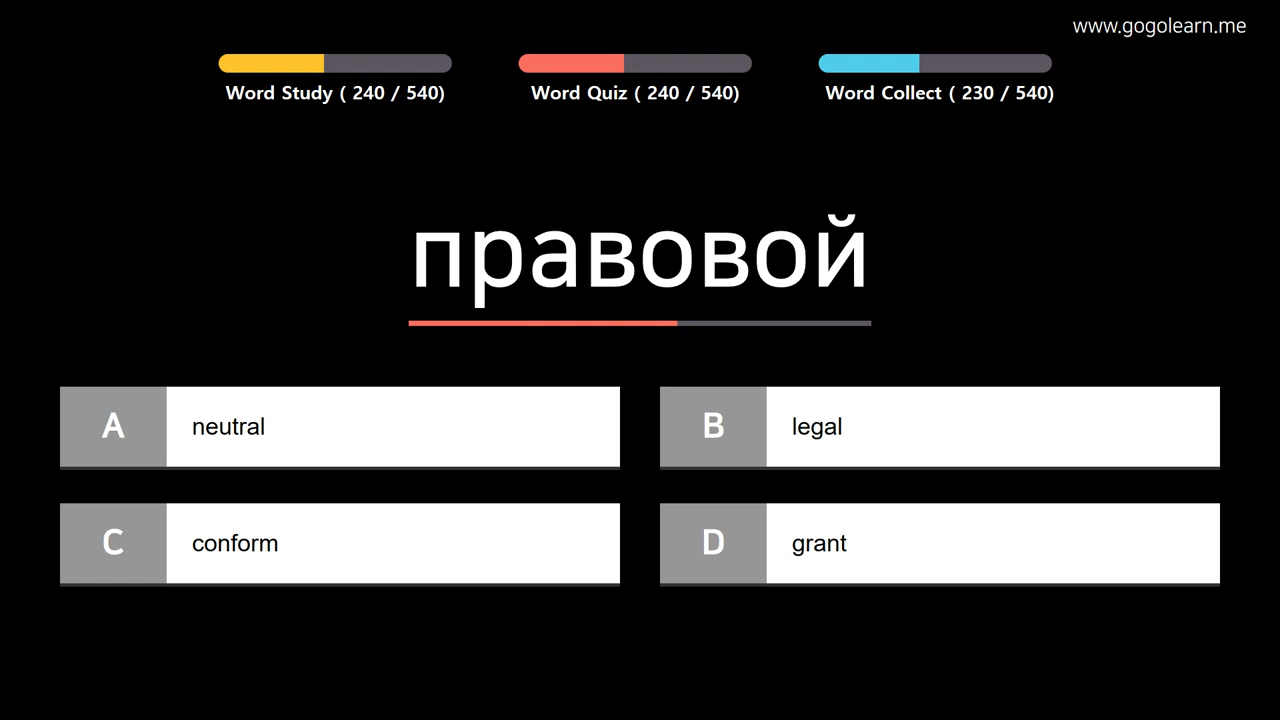 www.gogolearn.me
Word Study ( 240 / 540)
Word Quiz ( 240 / 540)
Word Collect ( 230 / 540)
правовой
A neutral
B legal
C conform
D grant